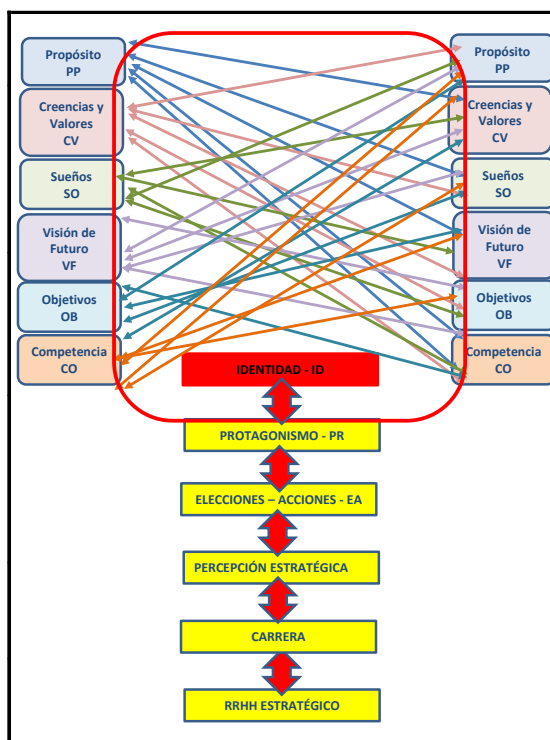 Propósito
PP
Creencias y
Valores
CV
Sueños
SO
Visión de
Futuro
VF
Objetivos
OB
Competencia
CO
Propósito
PP
Creencias y
Valores
CV
Sueños
SO
Visión de
Futuro
VF
Objetivos
OB
Competencia
CO
IDENTIDAD - ID
PROTAGONISMO - PR
ELECCIONES – ACCIONES - EA
PERCEPCIÓN ESTRATÉGICA
CARRERA
RRHH ESTRATÉGICO